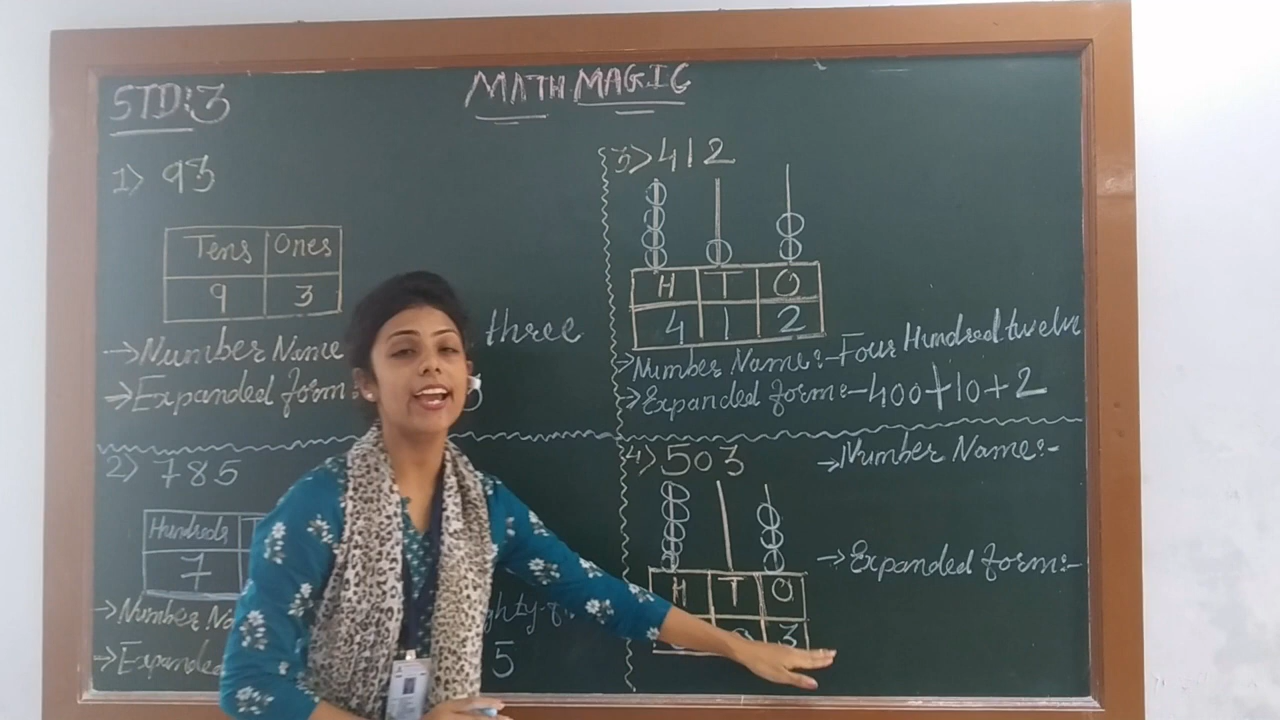 STD:3
MATH MAGIC
1> 93
Tens Ones
9 3
→Number Name three
→Expanded form:
2> 785
Hundreds
7
→Number
→Expanded 5
3> 412
H T O
4 1 2
→Number Name:-Four Hundred twelve
→Expanded form:-400+10+2
4> 503
H T O
3
→Number Name:-
→Expanded form:-